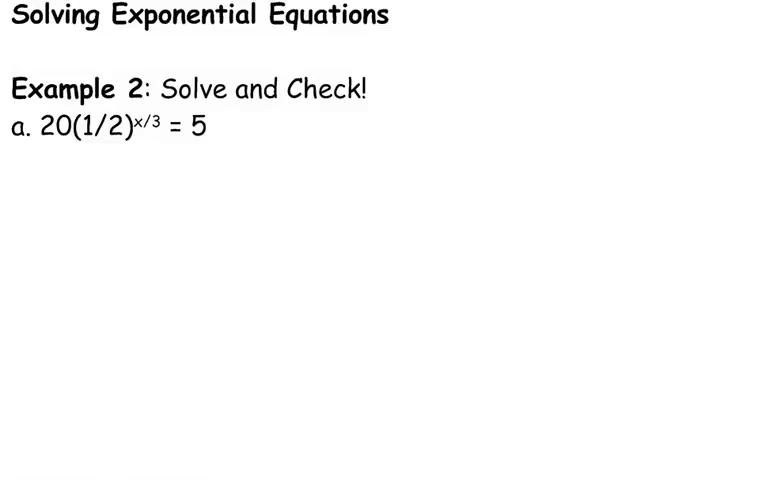 Solving Exponential Equations
Example 2: Solve and Check!
a. 20(1/2)^x/3 = 5